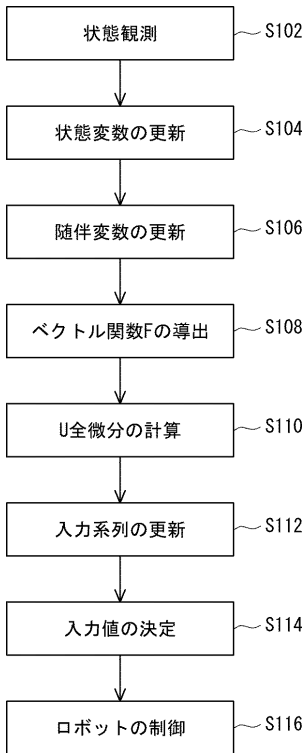 状態観測 S102
状態変数の更新 S104
随伴変数の更新 S106
ベクトル関数Fの導出 S108
U全微分の計算 S110
入力系列の更新 S112
入力値の決定 S114
ロボットの制御 S116